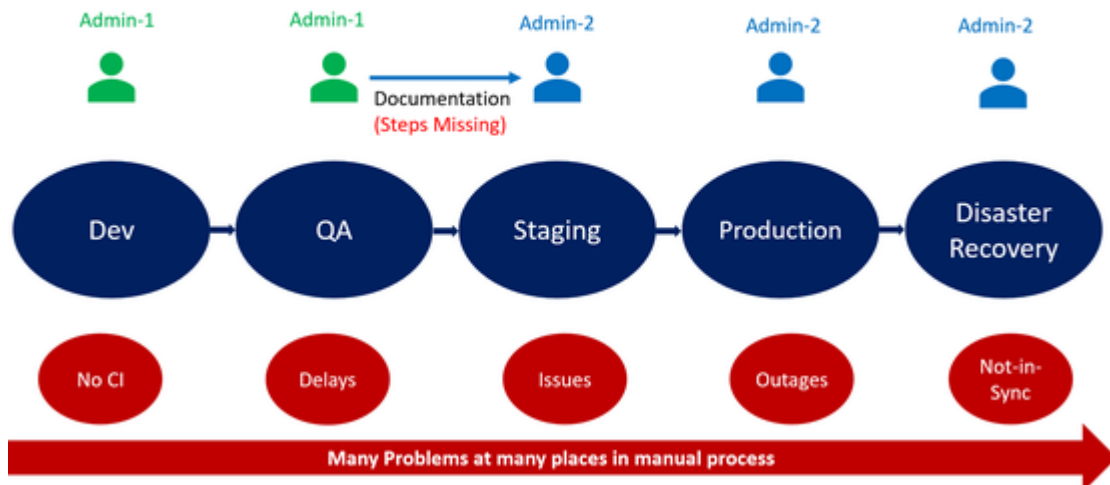 Admin-1
Admin-1
Admin-2
Admin-2
Admin-2
Documentation
(Steps Missing)
Dev
QA
Staging
Production
Disaster
Recovery
No CI
Delays
Issues
Outages
Not-in-
Sync
Many Problems at many places in manual process